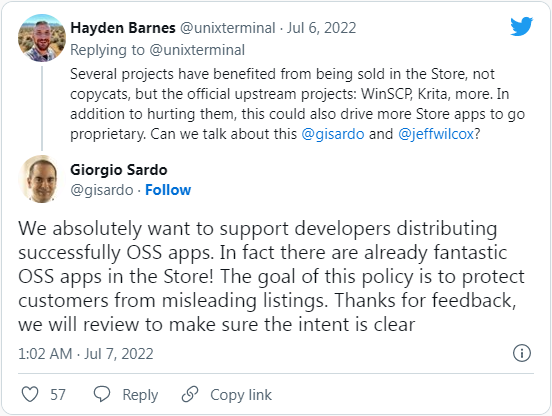 Hayden Barnes @unixterminal · Jul 6, 2022
Replying to @unixterminal
Several projects have benefited from being sold in the Store, not
copycats, but the official upstream projects: WinSCP, Krita, more. In
addition to hurting them, this could also drive more Store apps to go
proprietary. Can we talk about this @gisardo and @jeffwilcox?
Giorgio Sardo
@gisardo · Follow
We absolutely want to support developers distributing
successfully OSS apps. In fact there are already fantastic
OSS apps in the Store! The goal of this policy is to protect
customers from misleading listings. Thanks for feedback,
we will review to make sure the intent is clear
1:02 AM · Jul 7, 2022
57 Reply Copy link